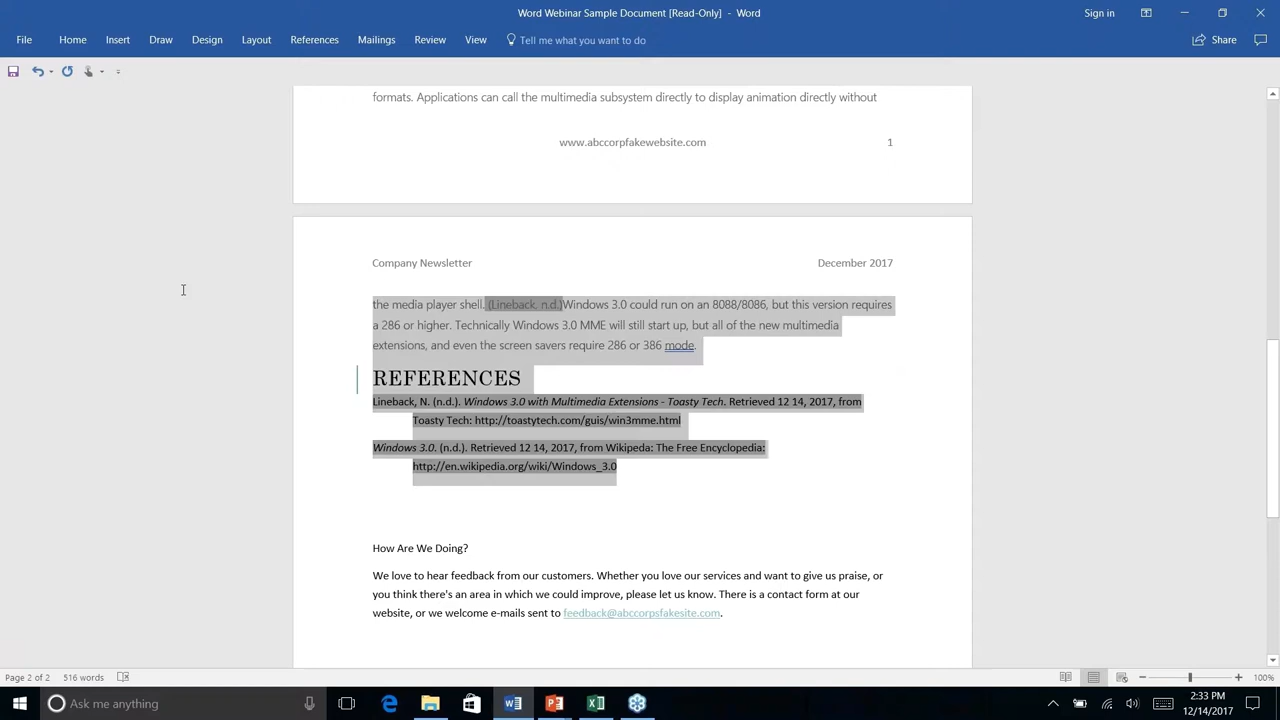 Word Webinar Sample Document [Read-Only] - Word
Sign in
File Home Insert Draw Design Layout References Mailings Review View Tell me what you want to do Share
formats. Applications can call the multimedia subsystem directly to display animation directly without
www.abccorpfakewebsite.com 1
Company Newsletter December 2017
the media player shell. (Lineback, n.d.)Windows 3.0 could run on an 8088/8086, but this version requires
a 286 or higher. Technically Windows 3.0 MME will still start up, but all of the new multimedia
extensions, and even the screen savers require 286 or 386 mode.
REFERENCES
Lineback, N. (n.d.). Windows 3.0 with Multimedia Extensions - Toasty Tech. Retrieved 12 14, 2017, from
Toasty Tech: http://toastytech.com/guis/win3mme.html
Windows 3.0. (n.d.). Retrieved 12 14, 2017, from Wikipeda: The Free Encyclopedia:
http://en.wikipedia.org/wiki/Windows_3.0
How Are We Doing?
We love to hear feedback from our customers. Whether you love our services and want to give us praise, or
you think there's an area in which we could improve, please let us know. There is a contact form at our
website, or we welcome e-mails sent to feedback@abccorpsfakesite.com.
Page 2 of 2 516 words 100%
Ask me anything
2:33 PM
12/14/2017